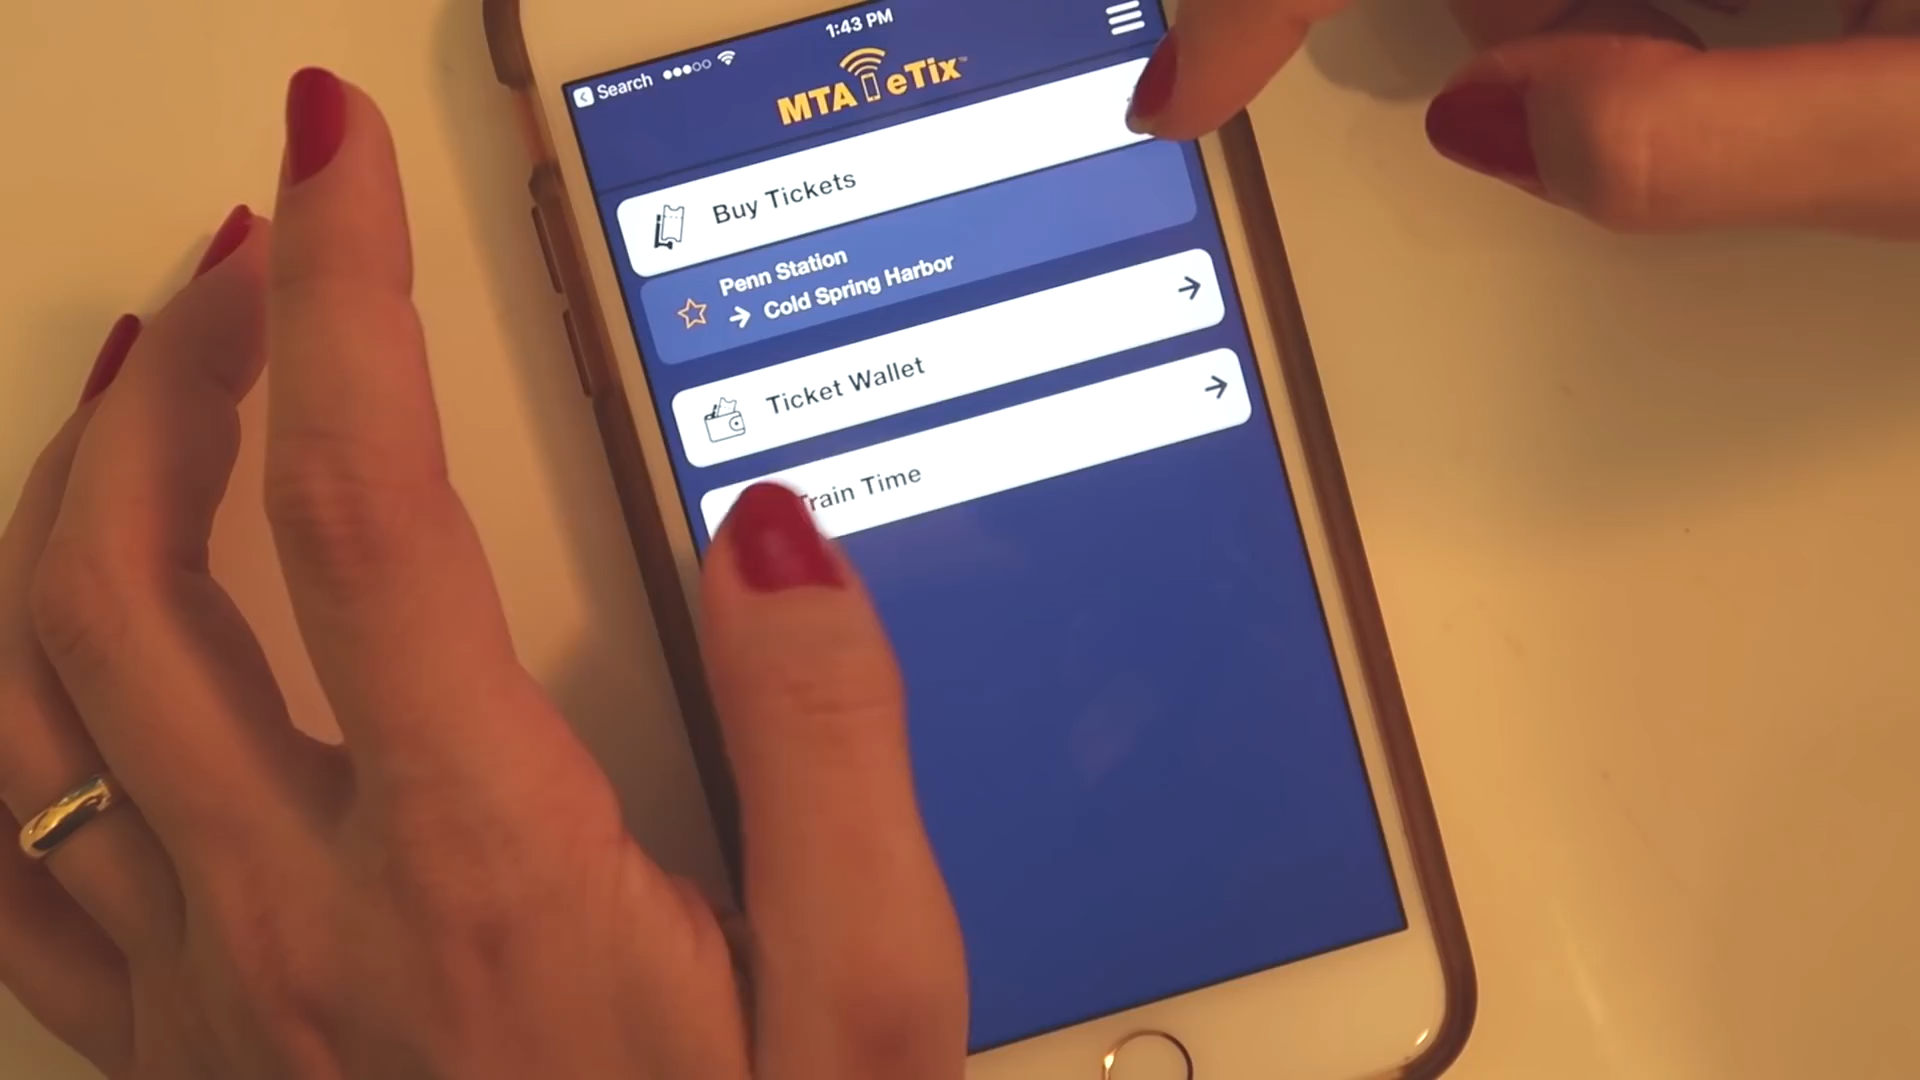 Search
1:43 PM
MTA eTix
Buy Tickets
Penn Station
→ Cold Spring Harbor
Ticket Wallet
Train Time